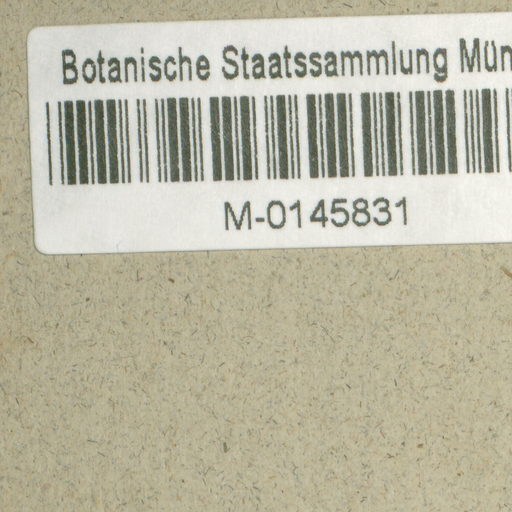 Botanische Staatssammlung Mün
M-0145831